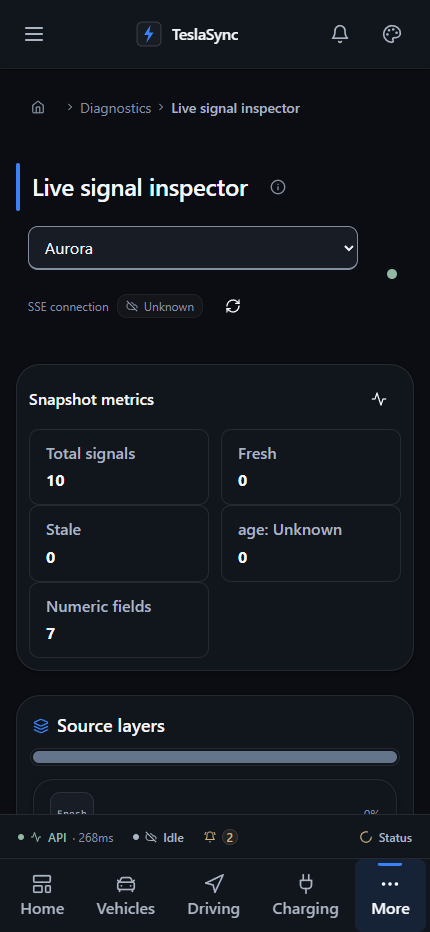 TeslaSync
Diagnostics
Live signal inspector
Live signal inspector
Aurora
SSE connection Unknown
Snapshot metrics
Total signals
10
Fresh
0
Stale
0
age: Unknown
0
Numeric fields
7
Source layers
0%
API · 268ms Idle 2 Status
Home Vehicles Driving Charging More